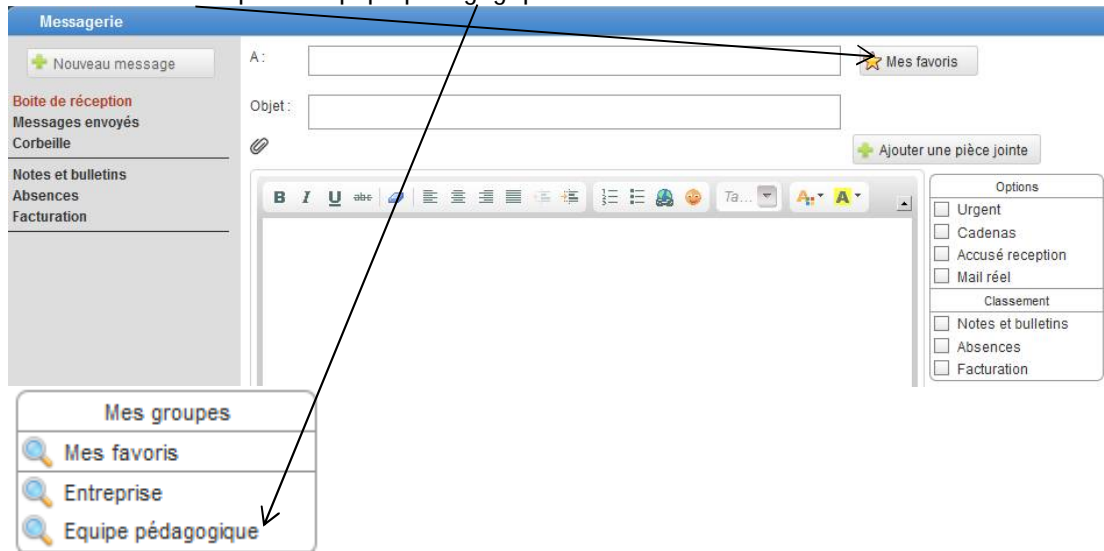 Messagerie
Nouveau message
A :
Mes favoris
Boite de réception
Messages envoyés
Corbeille
Objet :
Ajouter une pièce jointe
Notes et bulletins
Absences
Facturation
B I U abc Ta... A A
Options
Urgent
Cadenas
Accusé reception
Mail réel
Classement
Notes et bulletins
Absences
Facturation
Mes groupes
Mes favoris
Entreprise
Equipe pédagogique